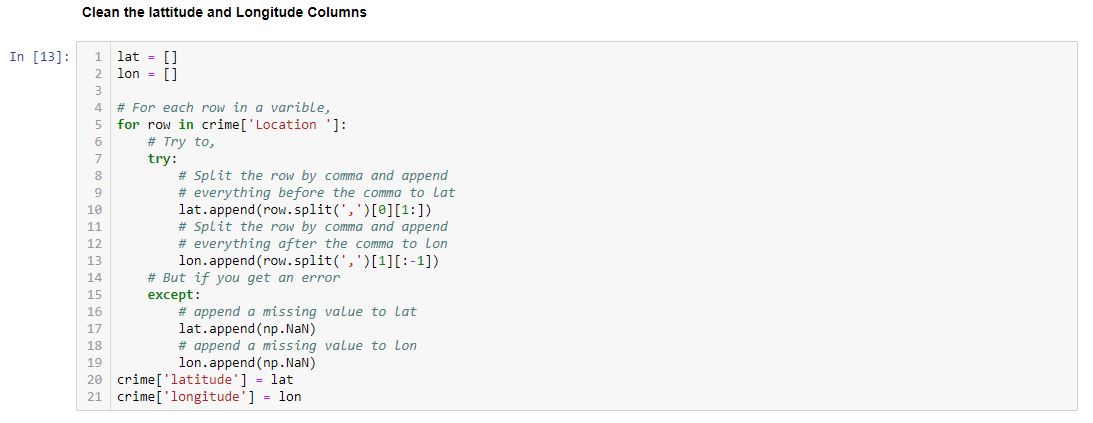 Clean the lattitude and Longitude Columns
In [13]:
1 lat = []
2 lon = []
3
4 # For each row in a varible,
5 for row in crime['Location ']:
6     # Try to,
7     try:
8         # Split the row by comma and append
9         # everything before the comma to lat
10         lat.append(row.split(',')[0][1:])
11         # Split the row by comma and append
12         # everything after the comma to lon
13         lon.append(row.split(',')[1][:-1])
14     # But if you get an error
15     except:
16         # append a missing value to lat
17         lat.append(np.NaN)
18         # append a missing value to lon
19         lon.append(np.NaN)
20 crime['latitude'] = lat
21 crime['longitude'] = lon